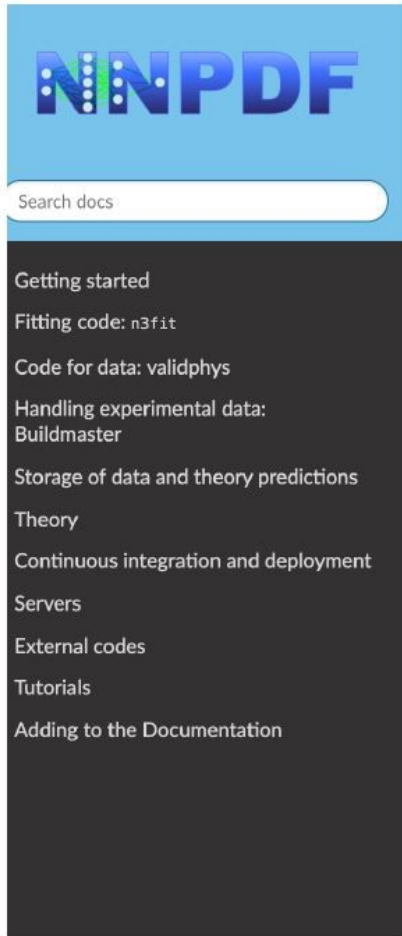 NNPDF
Search docs
Getting started
Fitting code: n3fit
Code for data: validphys
Handling experimental data:
Buildmaster
Storage of data and theory predictions
Theory
Continuous integration and deployment
Servers
External codes
Tutorials
Adding to the Documentation